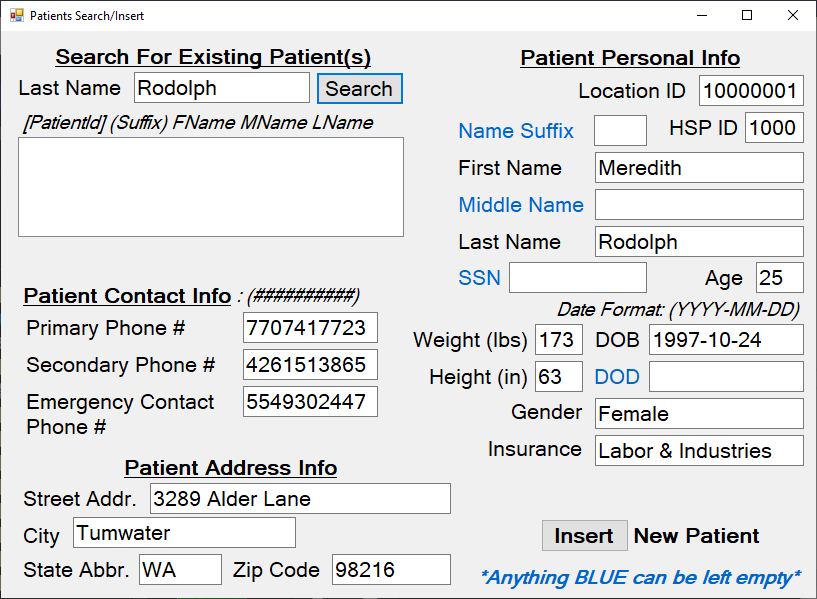 Patients Search/Insert
Search For Existing Patient(s)
Last Name Rodolph Search
[PatientId] (Suffix) FName MName LName
Patient Contact Info : (##########)
Primary Phone # 7707417723
Secondary Phone # 4261513865
Emergency Contact
Phone # 5549302447
Patient Address Info
Street Addr. 3289 Alder Lane
City Tumwater
State Abbr. WA Zip Code 98216
Patient Personal Info
Location ID 10000001
Name Suffix HSP ID 1000
First Name Meredith
Middle Name
Last Name Rodolph
SSN Age 25
Date Format: (YYYY-MM-DD)
Weight (lbs) 173 DOB 1997-10-24
Height (in) 63 DOD
Gender Female
Insurance Labor & Industries
Insert New Patient
*Anything BLUE can be left empty*